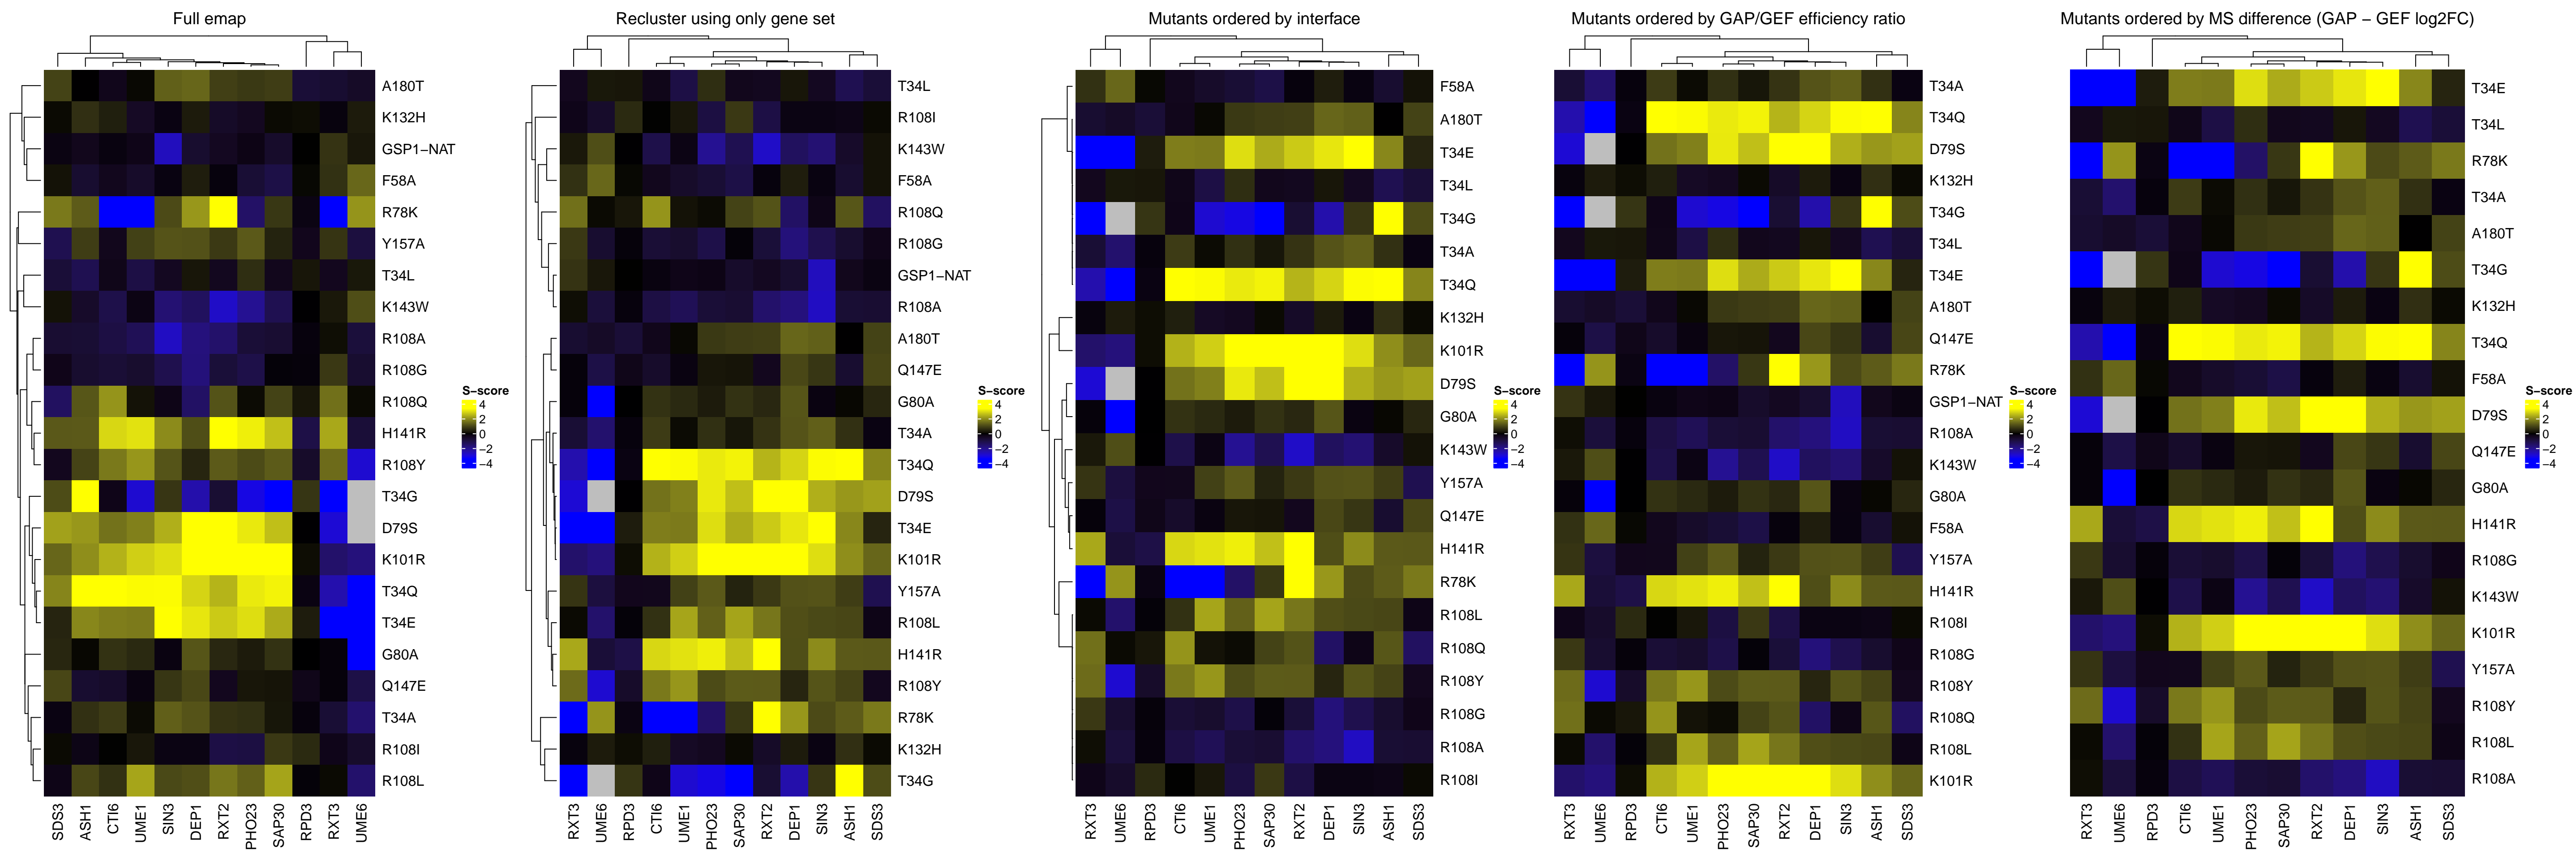 Full emap
A180T
K132H
GSP1−NAT
F58A
R78K
Y157A
T34L
K143W
R108A
R108G
R108Q
H141R
R108Y
T34G
D79S
K101R
T34Q
T34E
G80A
Q147E
T34A
R108I
R108L
SDS3 ASH1 CTI6 UME1 SIN3 DEP1 RXT2 PHO23 SAP30 RPD3 RXT3 UME6
S−score
4
2
0
−2
−4
Recluster using only gene set
T34L
R108I
K143W
F58A
R108Q
R108G
GSP1−NAT
R108A
A180T
Q147E
G80A
T34A
T34Q
D79S
T34E
K101R
Y157A
R108L
H141R
R108Y
R78K
K132H
T34G
RXT3 UME6 RPD3 CTI6 UME1 PHO23 SAP30 RXT2 DEP1 SIN3 ASH1 SDS3
S−score
4
2
0
−2
−4
Mutants ordered by interface
F58A
A180T
T34E
T34L
T34G
T34A
T34Q
K132H
K101R
D79S
G80A
K143W
Y157A
Q147E
H141R
R78K
R108L
R108Q
R108Y
R108G
R108A
R108I
RXT3 UME6 RPD3 CTI6 UME1 PHO23 SAP30 RXT2 DEP1 SIN3 ASH1 SDS3
S−score
4
2
0
−2
−4
Mutants ordered by GAP/GEF efficiency ratio
T34A
T34Q
D79S
K132H
T34G
T34L
T34E
A180T
Q147E
R78K
GSP1−NAT
R108A
K143W
G80A
F58A
Y157A
H141R
R108I
R108G
R108Y
R108Q
R108L
K101R
RXT3 UME6 RPD3 CTI6 UME1 PHO23 SAP30 RXT2 DEP1 SIN3 ASH1 SDS3
S−score
4
2
0
−2
−4
Mutants ordered by MS difference (GAP − GEF log2FC)
T34E
T34L
R78K
T34A
A180T
T34G
K132H
T34Q
F58A
D79S
Q147E
G80A
H141R
R108G
K143W
K101R
Y157A
R108Y
R108L
R108A
RXT3 UME6 RPD3 CTI6 UME1 PHO23 SAP30 RXT2 DEP1 SIN3 ASH1 SDS3
S−score
4
2
0
−2
−4